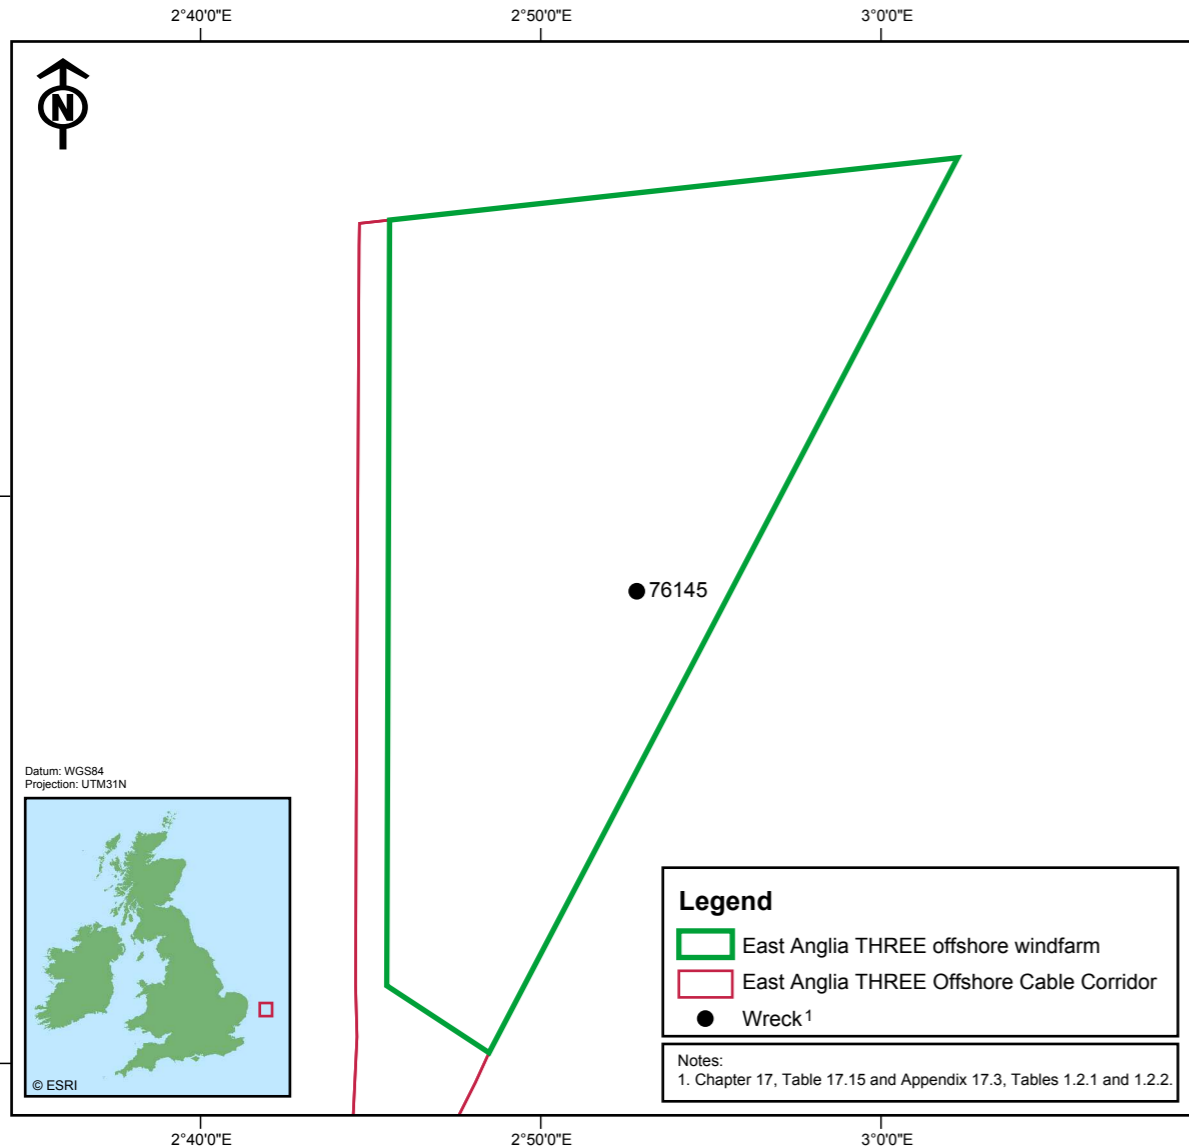 2°40'0"E 2°50'0"E 3°0'0"E
N
76145
Datum: WGS84
Projection: UTM31N
© ESRI
Legend
East Anglia THREE offshore windfarm
East Anglia THREE Offshore Cable Corridor
Wreck¹
Notes:
1. Chapter 17, Table 17.15 and Appendix 17.3, Tables 1.2.1 and 1.2.2.
2°40'0"E 2°50'0"E 3°0'0"E